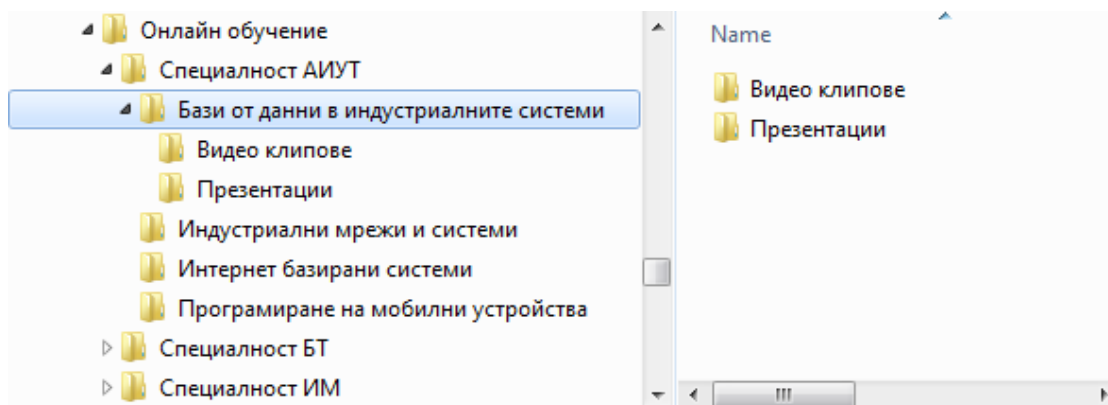 Онлайн обучение
Специалност АИУТ
Бази от данни в индустриалните системи
Видео клипове
Презентации
Индустриални мрежи и системи
Интернет базирани системи
Програмиране на мобилни устройства
Специалност БТ
Специалност ИМ
Name
Видео клипове
Презентации